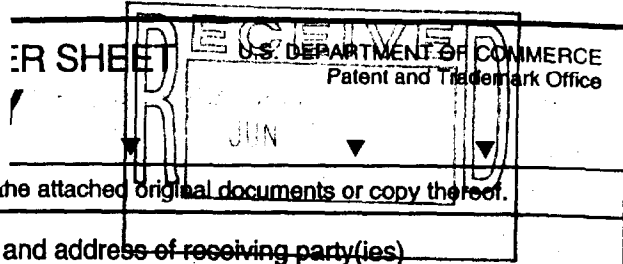 RECEIVED
ER SHEET
U.S. DEPARTMENT OF COMMERCE
Patent and Trademark Office
JUN
the attached original documents or copy thereof.
and address of receiving party(ies)